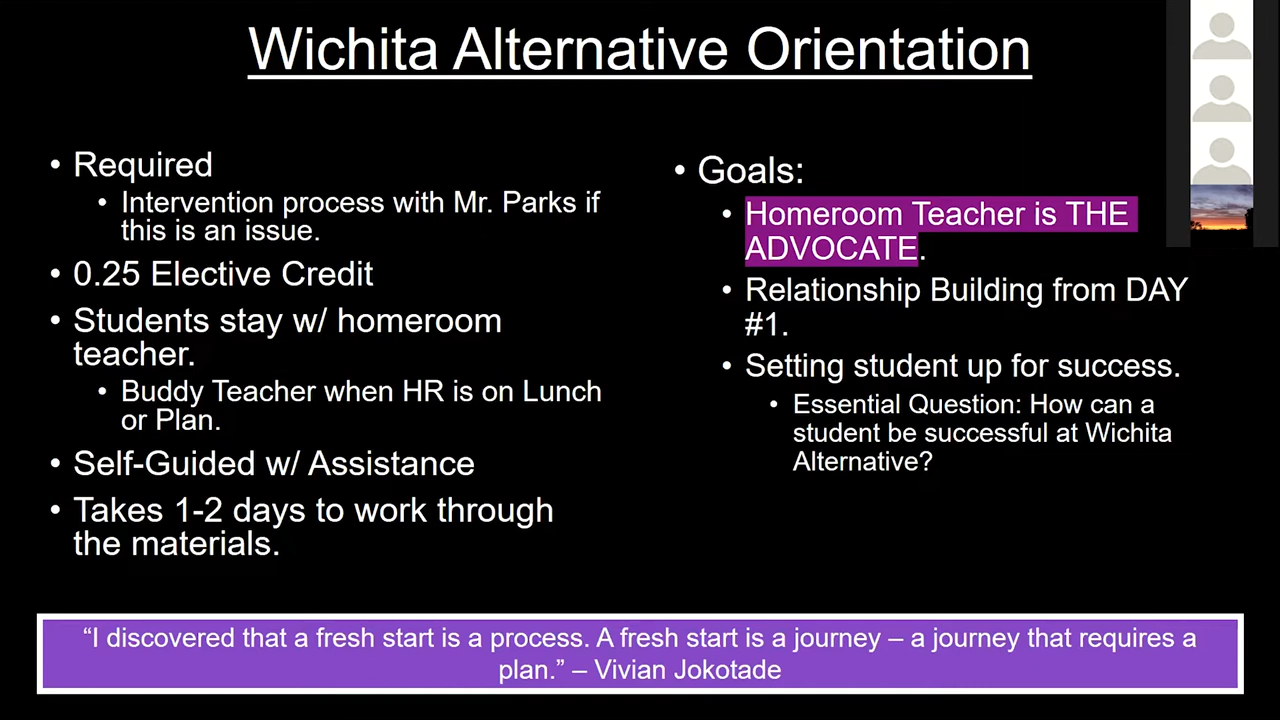 Wichita Alternative Orientation
• Required
• Intervention process with Mr. Parks if
this is an issue.
• 0.25 Elective Credit
• Students stay w/ homeroom
teacher.
• Buddy Teacher when HR is on Lunch
or Plan.
• Self-Guided w/ Assistance
• Takes 1-2 days to work through
the materials.
• Goals:
• Homeroom Teacher is THE
ADVOCATE.
• Relationship Building from DAY
#1.
• Setting student up for success.
• Essential Question: How can a
student be successful at Wichita
Alternative?
“I discovered that a fresh start is a process. A fresh start is a journey – a journey that requires a
plan.” – Vivian Jokotade